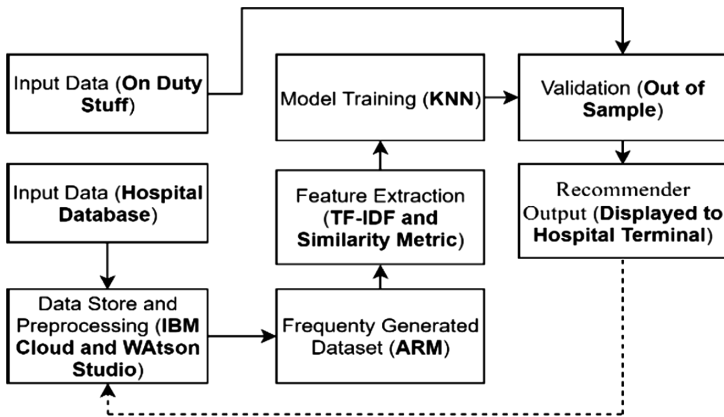 Input Data (On Duty
Stuff)
Model Training (KNN)
Validation (Out of
Sample)
Input Data (Hospital
Database)
Feature Extraction
(TF-IDF and
Similarity Metric)
Recommender
Output (Displayed to
Hospital Terminal)
Data Store and
Preprocessing (IBM
Cloud and WAtson
Studio)
Frequenty Generated
Dataset (ARM)